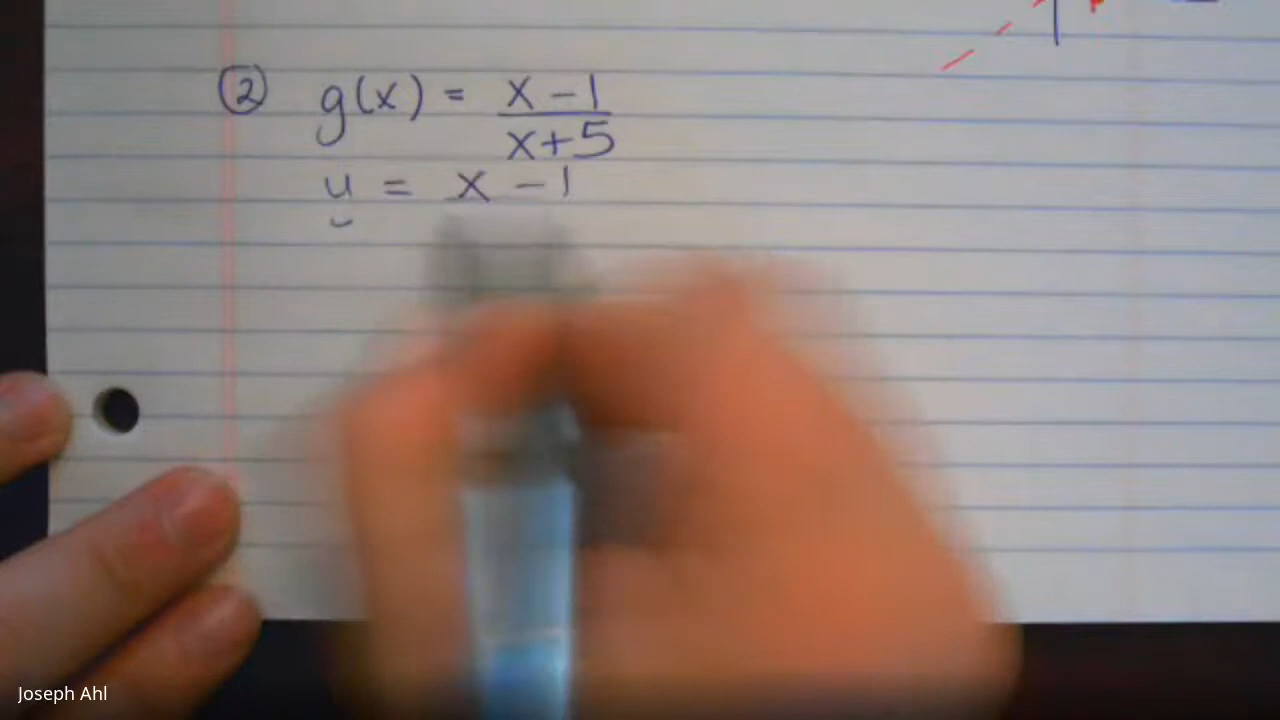 ② g(x) = x - 1
x + 5
y = x - 1
Joseph Ahl